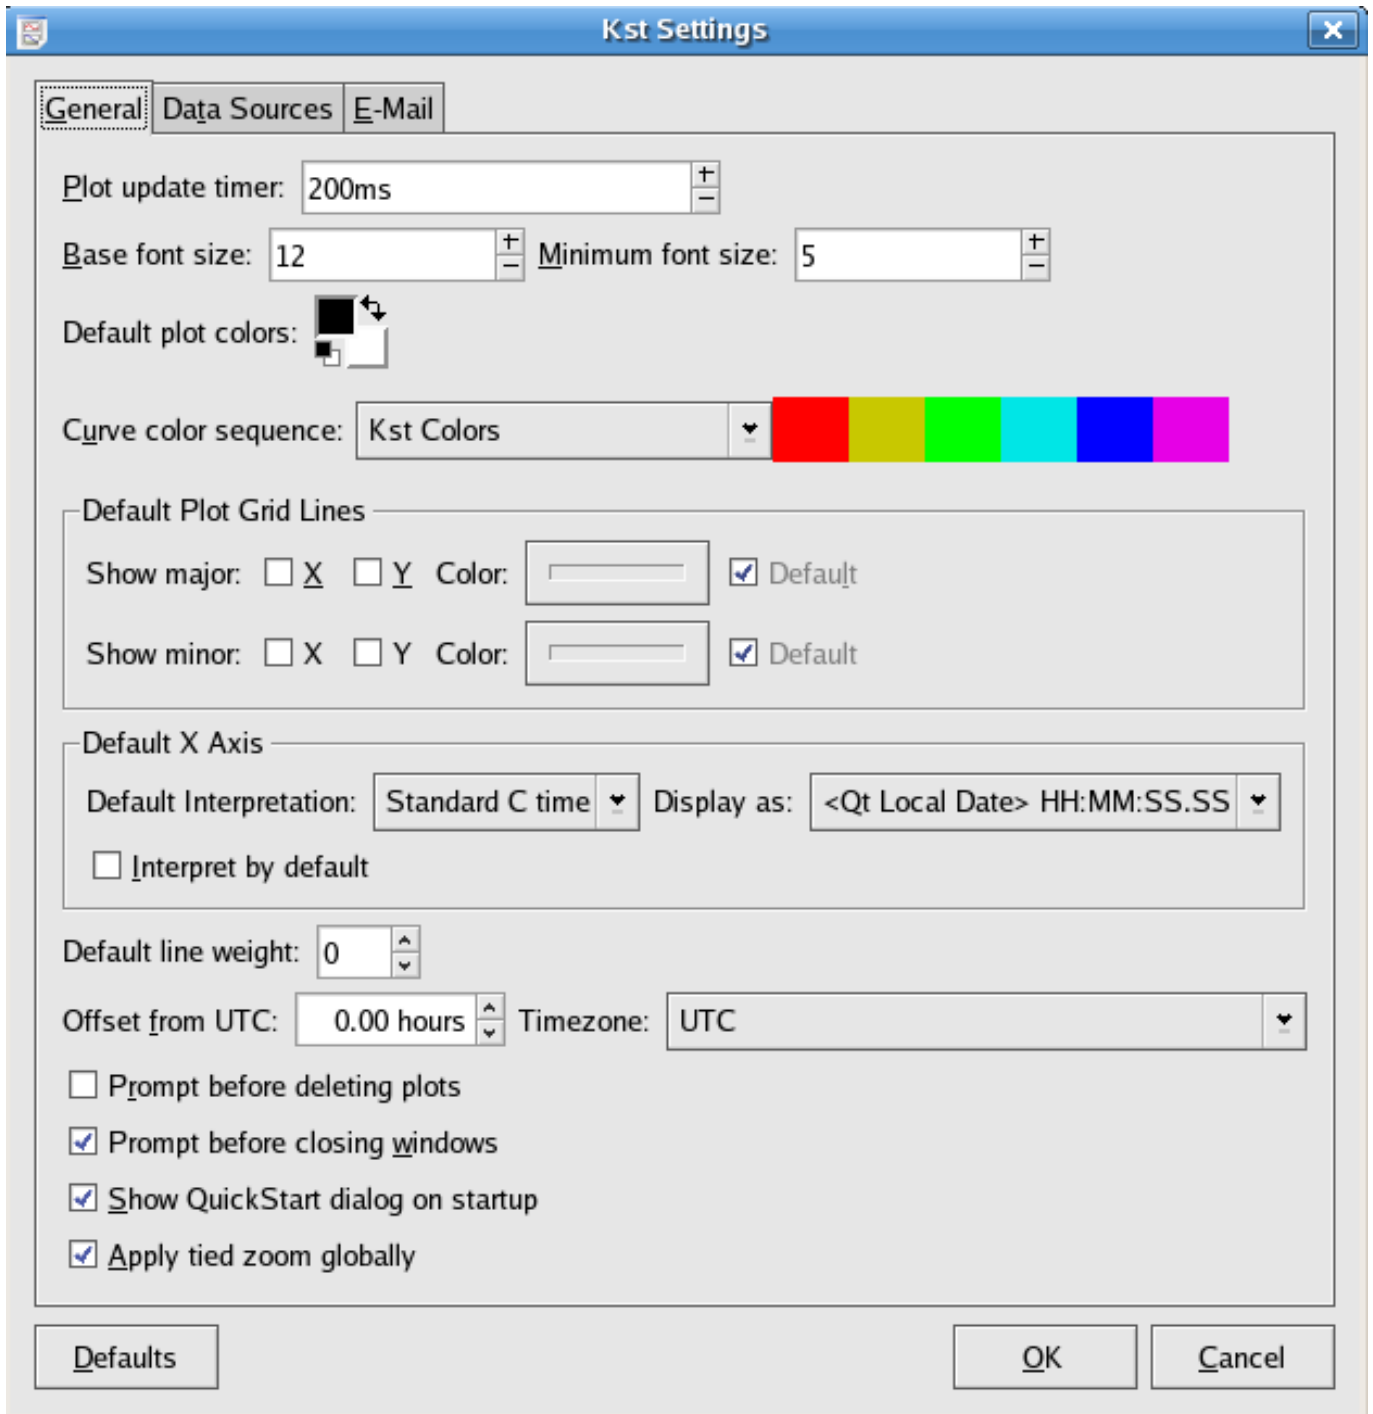 Kst Settings
General Data Sources E-Mail
Plot update timer: 200ms
Base font size: 12 Minimum font size: 5
Default plot colors:
Curve color sequence: Kst Colors
Default Plot Grid Lines
Show major: X Y Color: Default
Show minor: X Y Color: Default
Default X Axis
Default Interpretation: Standard C time Display as: <Qt Local Date> HH:MM:SS.SS
Interpret by default
Default line weight: 0
Offset from UTC: 0.00 hours Timezone: UTC
Prompt before deleting plots
Prompt before closing windows
Show QuickStart dialog on startup
Apply tied zoom globally
Defaults OK Cancel